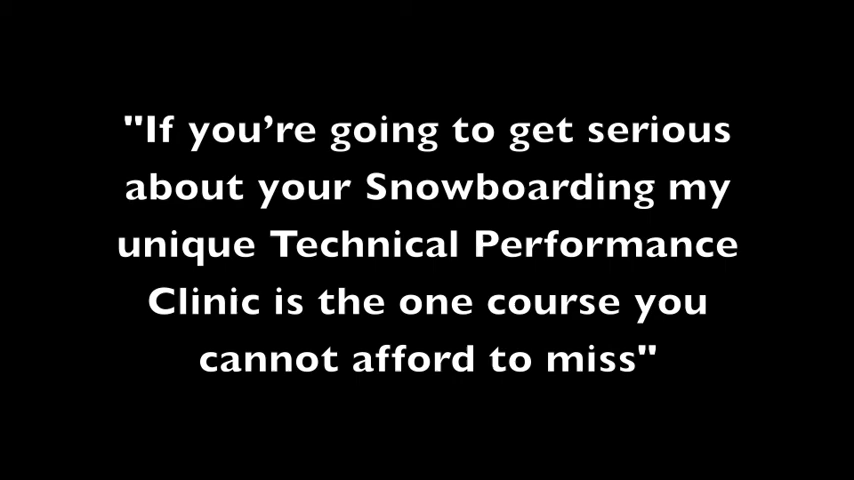 "If you’re going to get serious
about your Snowboarding my
unique Technical Performance
Clinic is the one course you
cannot afford to miss"